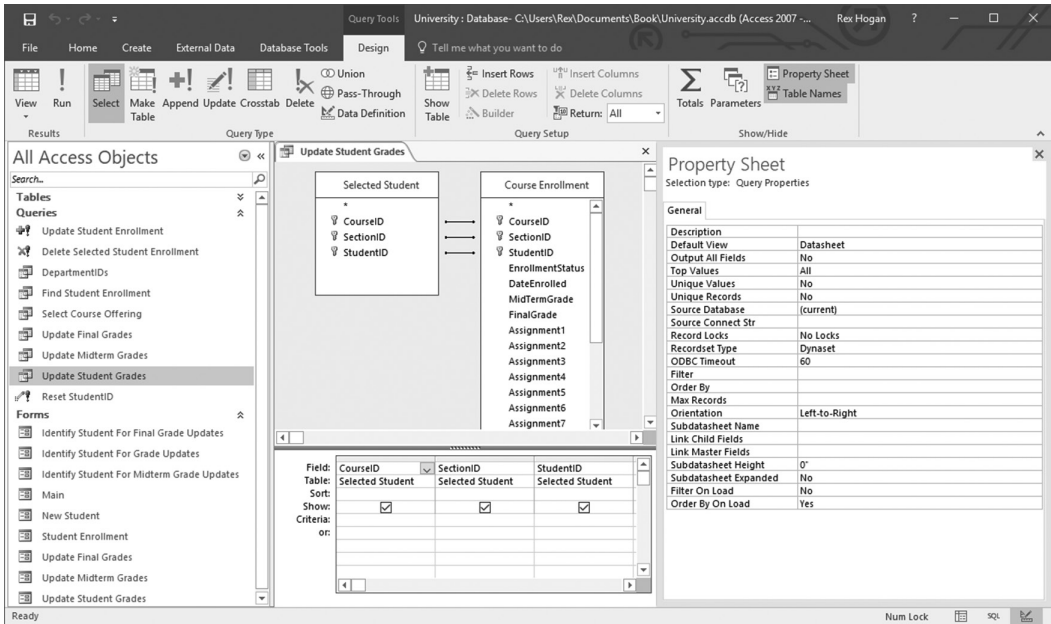 Query Tools
University : Database- C:\Users\Rex\Documents\Book\University.accdb (Access 2007 -...
Rex Hogan
?
File Home Create External Data Database Tools Design Tell me what you want to do
View
Run
Select
Make Table
Append
Update
Crosstab
Delete
Union
Pass-Through
Data Definition
Show Table
Insert Rows
Delete Rows
Builder
Insert Columns
Delete Columns
Return: All
Totals
Parameters
Property Sheet
Table Names
Results
Query Type
Query Setup
Show/Hide
All Access Objects
Search...
Tables
Queries
Update Student Enrollment
Delete Selected Student Enrollment
DepartmentIDs
Find Student Enrollment
Select Course Offering
Update Final Grades
Update Midterm Grades
Update Student Grades
Reset StudentID
Forms
Identify Student For Final Grade Updates
Identify Student For Grade Updates
Identify Student For Midterm Grade Updates
Main
New Student
Student Enrollment
Update Final Grades
Update Midterm Grades
Update Student Grades
Update Student Grades
Selected Student
*
CourseID
SectionID
StudentID
Course Enrollment
*
CourseID
SectionID
StudentID
EnrollmentStatus
DateEnrolled
MidTermGrade
FinalGrade
Assignment1
Assignment2
Assignment3
Assignment4
Assignment5
Assignment6
Assignment7
Field: CourseID SectionID StudentID
Table: Selected Student Selected Student Selected Student
Sort:
Show:
Criteria:
or:
Property Sheet
Selection type: Query Properties
General
Description
Default View Datasheet
Output All Fields No
Top Values All
Unique Values No
Unique Records No
Source Database (current)
Source Connect Str
Record Locks No Locks
Recordset Type Dynaset
ODBC Timeout 60
Filter
Order By
Max Records
Orientation Left-to-Right
Subdatasheet Name
Link Child Fields
Link Master Fields
Subdatasheet Height 0"
Subdatasheet Expanded No
Filter On Load No
Order By On Load Yes
Ready
Num Lock
SQL